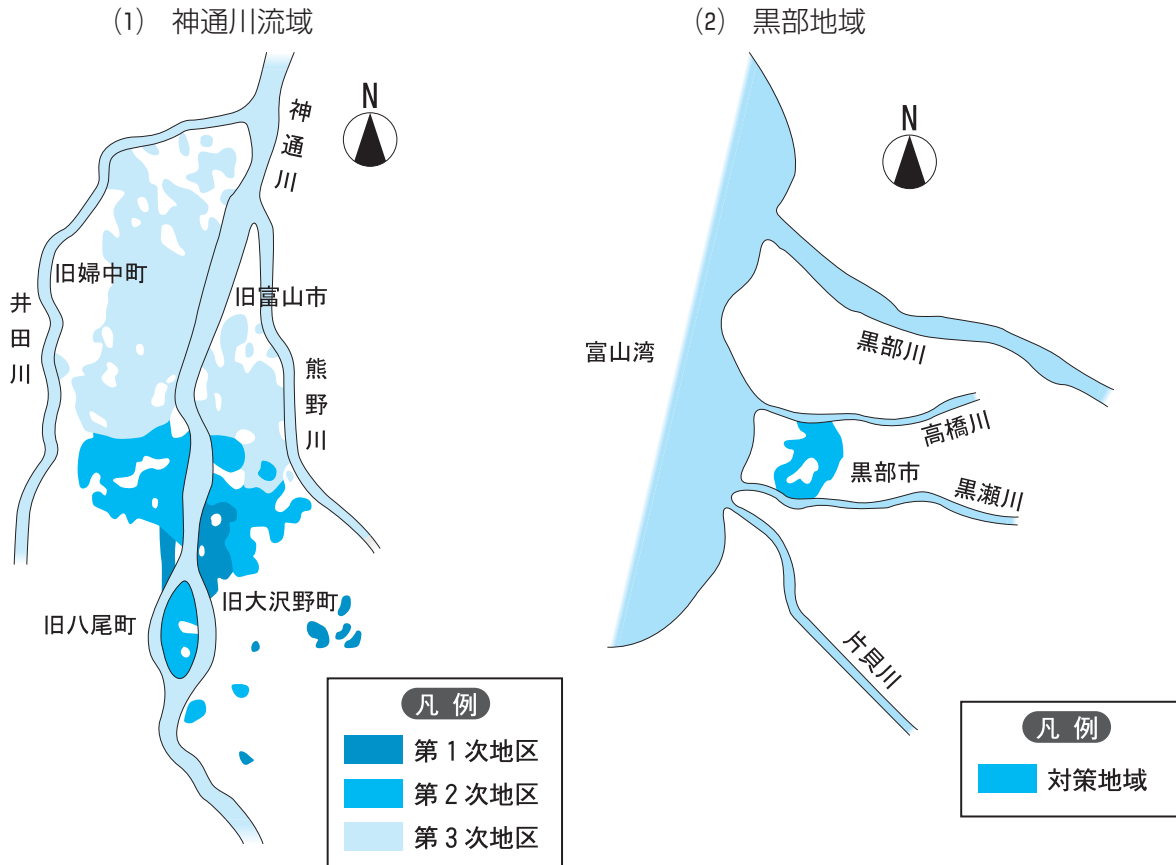 (1) 神通川流域
N
神通川
旧婦中町
井田川
旧富山市
熊野川
旧八尾町
旧大沢野町
凡例
第1次地区
第2次地区
第3次地区
(2) 黒部地域
N
富山湾
黒部川
高橋川
黒部市
黒瀬川
片貝川
凡例
対策地域